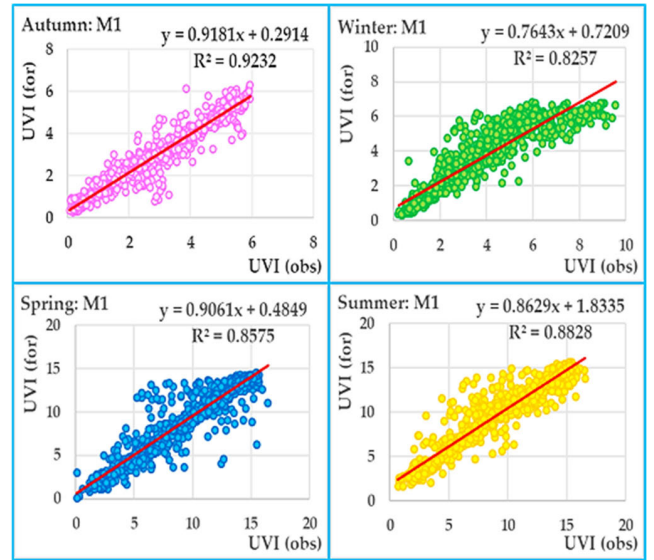 Autumn: M1
y = 0.9181x + 0.2914
R² = 0.9232
UVI (for)
8
6
4
2
0
0 2 4 6 8
UVI (obs)
Winter: M1
y = 0.7643x + 0.7209
R² = 0.8257
UVI (for)
10
8
6
4
2
0
0 2 4 6 8 10
UVI (obs)
Spring: M1
y = 0.9061x + 0.4849
R² = 0.8575
UVI (for)
20
15
10
5
0
0 5 10 15 20
UVI (obs)
Summer: M1
y = 0.8629x + 1.8335
R² = 0.8828
UVI (for)
20
15
10
5
0
0 5 10 15 20
UVI (obs)